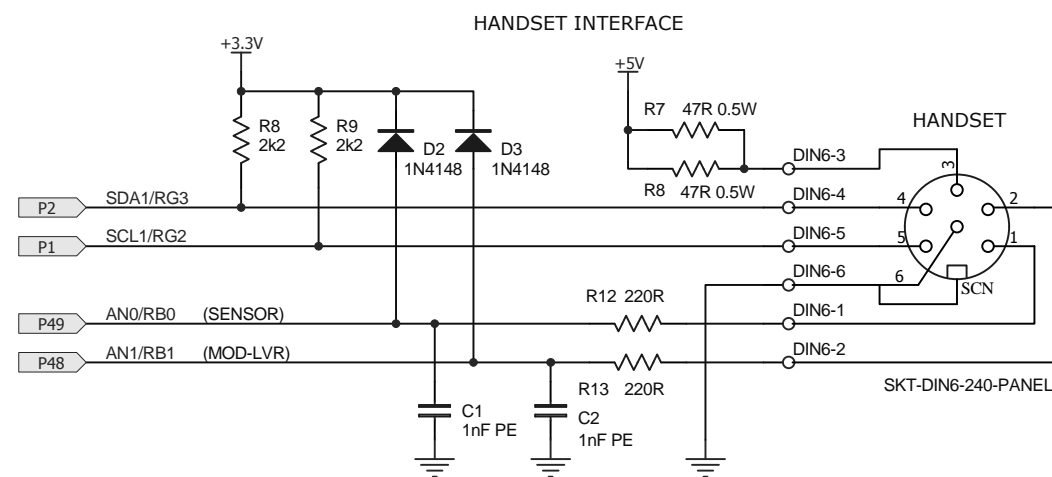 HANDSET INTERFACE
+3.3V
+5V
R8
2k2
R9
2k2
D2
1N4148
D3
1N4148
R7 47R 0.5W
R8 47R 0.5W
HANDSET
DIN6-3
3
P2 SDA1/RG3
DIN6-4
4
2
P1 SCL1/RG2
DIN6-5
5
1
DIN6-6
6
SCN
P49 AN0/RB0 (SENSOR)
R12 220R
DIN6-1
P48 AN1/RB1 (MOD-LVR)
R13 220R
DIN6-2
SKT-DIN6-240-PANEL
C1
1nF PE
C2
1nF PE